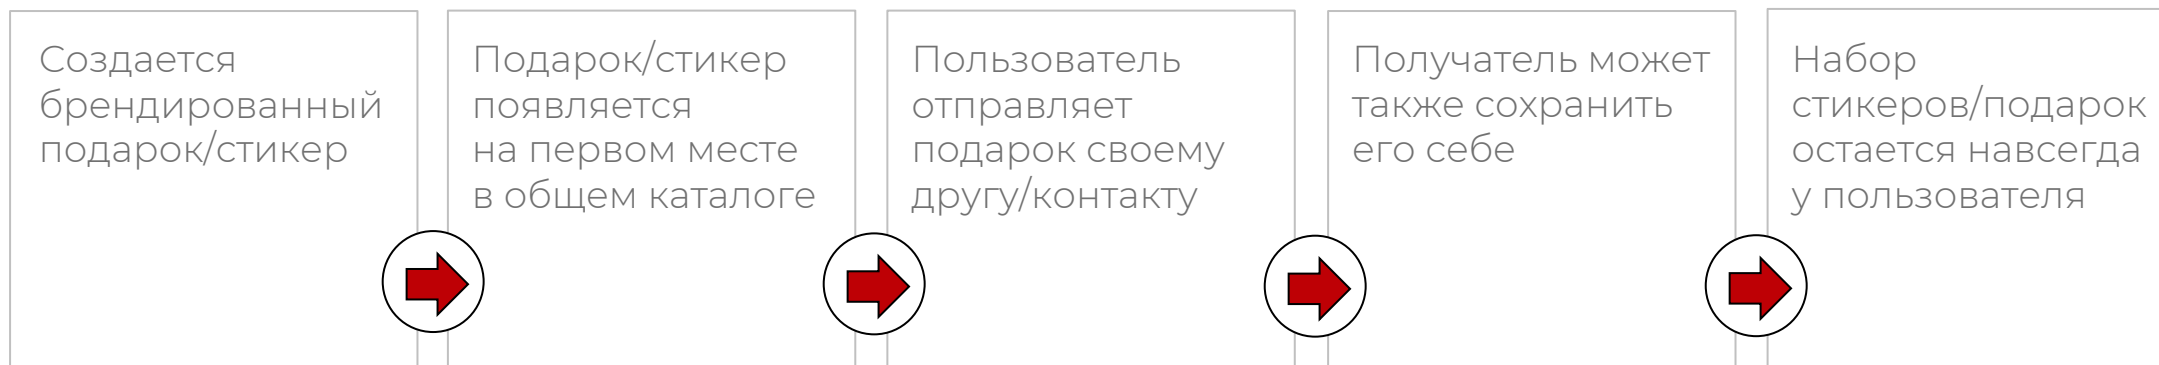 Создается
брендированный
подарок/стикер
Подарок/стикер
появляется
на первом месте
в общем каталоге
Пользователь
отправляет
подарок своему
другу/контакту
Получатель может
также сохранить
его себе
Набор
стикеров/подарок
остается навсегда
у пользователя